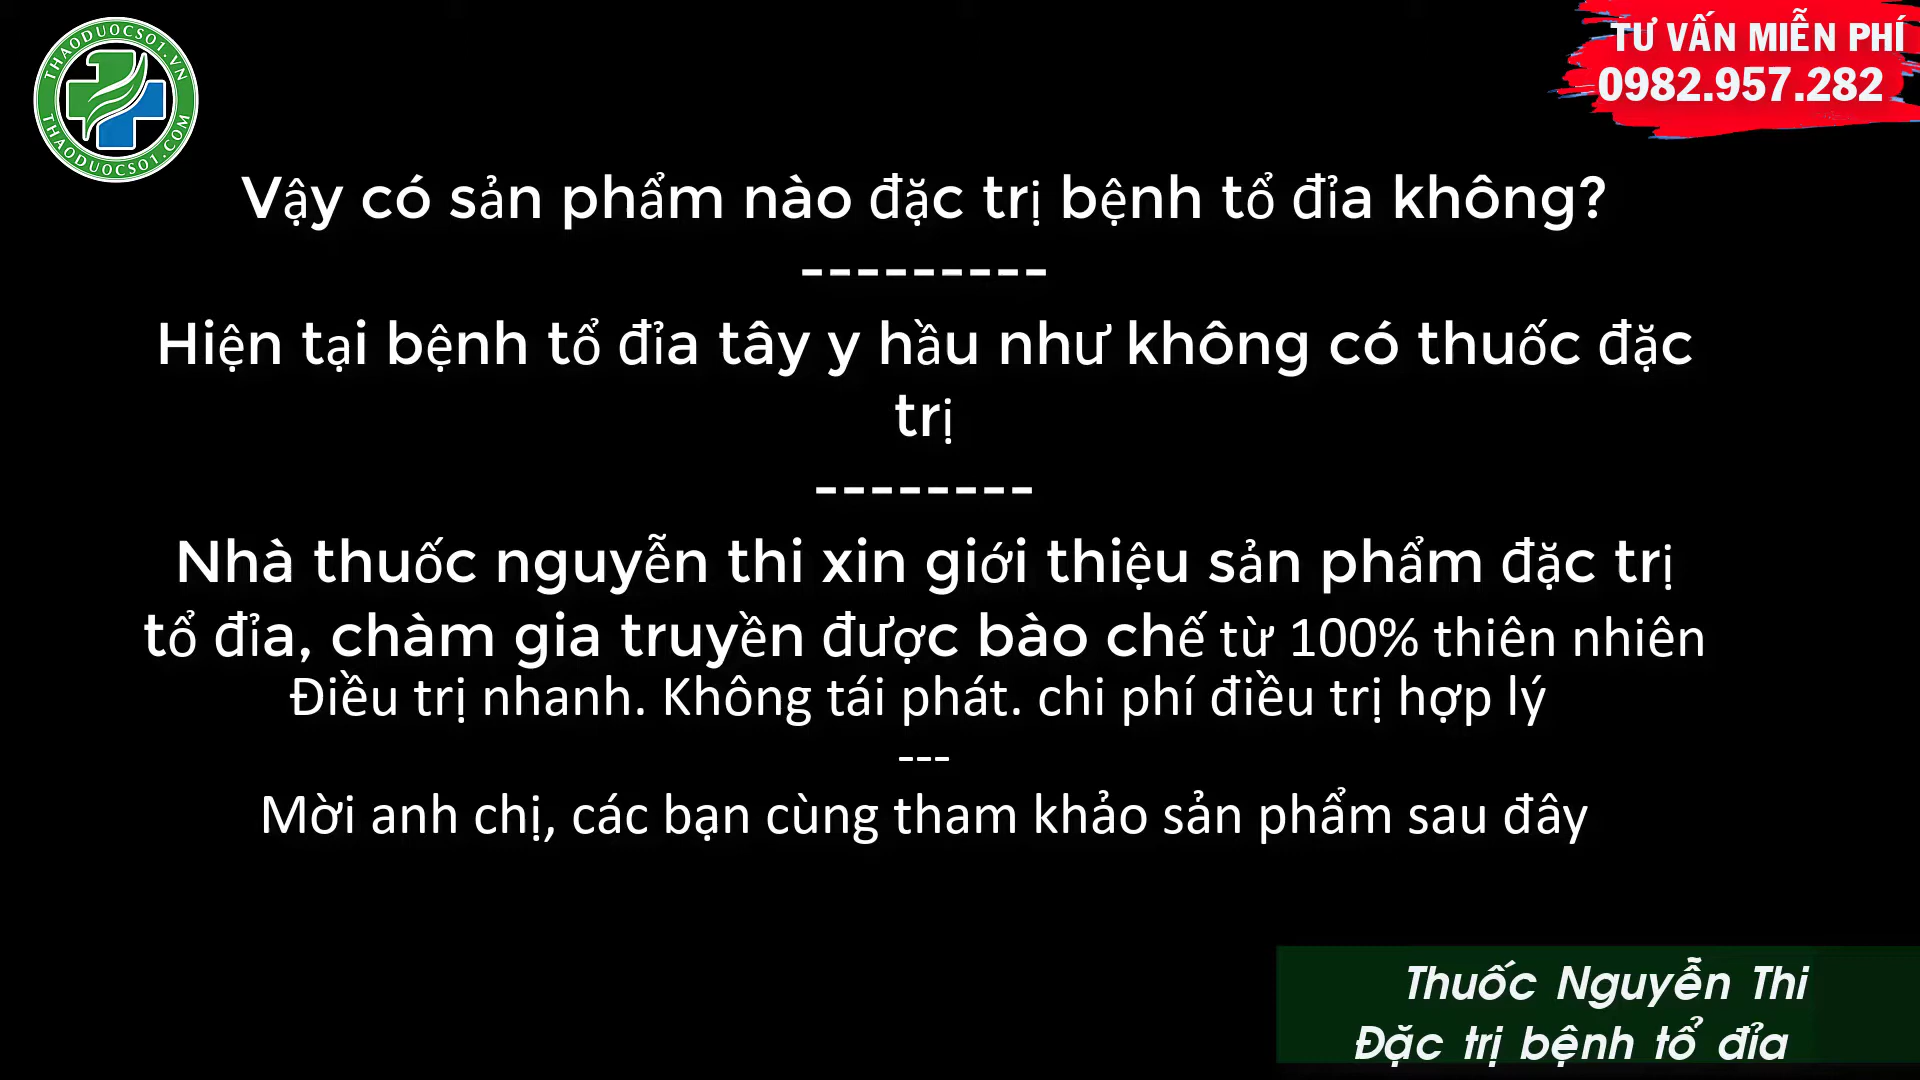 THAODUOCSO1.VN
THAODUOCSO1.COM
TƯ VẤN MIỄN PHÍ
0982.957.282
Vậy có sản phẩm nào đặc trị bệnh tổ đỉa không?
---------
Hiện tại bệnh tổ đỉa tây y hầu như không có thuốc đặc
trị
--------
Nhà thuốc nguyễn thi xin giới thiệu sản phẩm đặc trị
tổ đỉa, chàm gia truyền được bào chế từ 100% thiên nhiên
Điều trị nhanh. Không tái phát. chi phí điều trị hợp lý
---
Mời anh chị, các bạn cùng tham khảo sản phẩm sau đây
Thuốc Nguyễn Thi
Đặc trị bệnh tổ đỉa